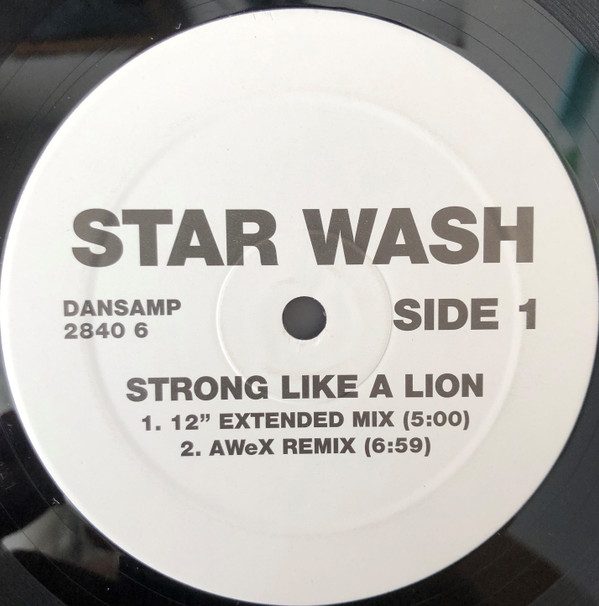 STAR WASH
DANSAMP
2840 6
SIDE 1
STRONG LIKE A LION
1. 12” EXTENDED MIX (5:00)
2. AWeX REMIX (6:59)